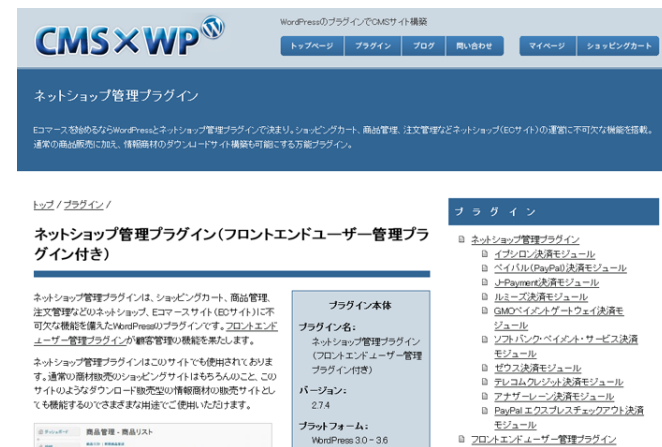 CMS×WP
WordPressのプラグインでCMSサイト構築
トップページ
プラグイン
ブログ
問い合わせ
マイページ
ショッピングカート
ネットショップ管理プラグイン
Eコマースを始めるならWordPressとネットショップ管理プラグインで決まり。ショッピングカート、商品管理、注文管理などネットショップ(ECサイト)の運営に不可欠な機能を搭載。
通常の商品販売に加え、情報商材のダウンロードサイト構築も可能にする万能プラグイン。
トップ / プラグイン /
ネットショップ管理プラグイン(フロントエンドユーザー管理プラ
グイン付き)
ネットショップ管理プラグインは、ショッピングカート、商品管理、
注文管理などのネットショップ、Eコマースサイト(ECサイト)に不
可欠な機能を備えたWordPressのプラグインです。フロントエンド
ユーザー管理プラグインが顧客管理の機能を果たします。
ネットショップ管理プラグインはこのサイトでも使用されておりま
す。通常の商材販売のショッピングサイトはもちろんのこと、この
サイトのようなダウンロード販売型の情報商材の販売サイトとし
ても機能するのでさまざまな用途でご使用いただけます。
商品管理 - 商品リスト
プラグイン本体
プラグイン名:
ネットショップ管理プラグイン
(フロントエンドユーザー管理
プラグイン付き)
バージョン:
2.7.4
プラットフォーム:
WordPress 3.0 - 3.6
プラグイン
ネットショップ管理プラグイン
イプシロン決済モジュール
ペイパル(PayPal)決済モジュール
J-Payment決済モジュール
ルミーズ決済モジュール
GMOペイメントゲートウェイ決済モ
ジュール
ソフトバンク・ペイメント・サービス決済
モジュール
ゼウス決済モジュール
テレコムクレジット決済モジュール
アナザーレーン決済モジュール
PayPal エクスプレスチェックアウト決済
モジュール
フロントエンドユーザー管理プラグイン